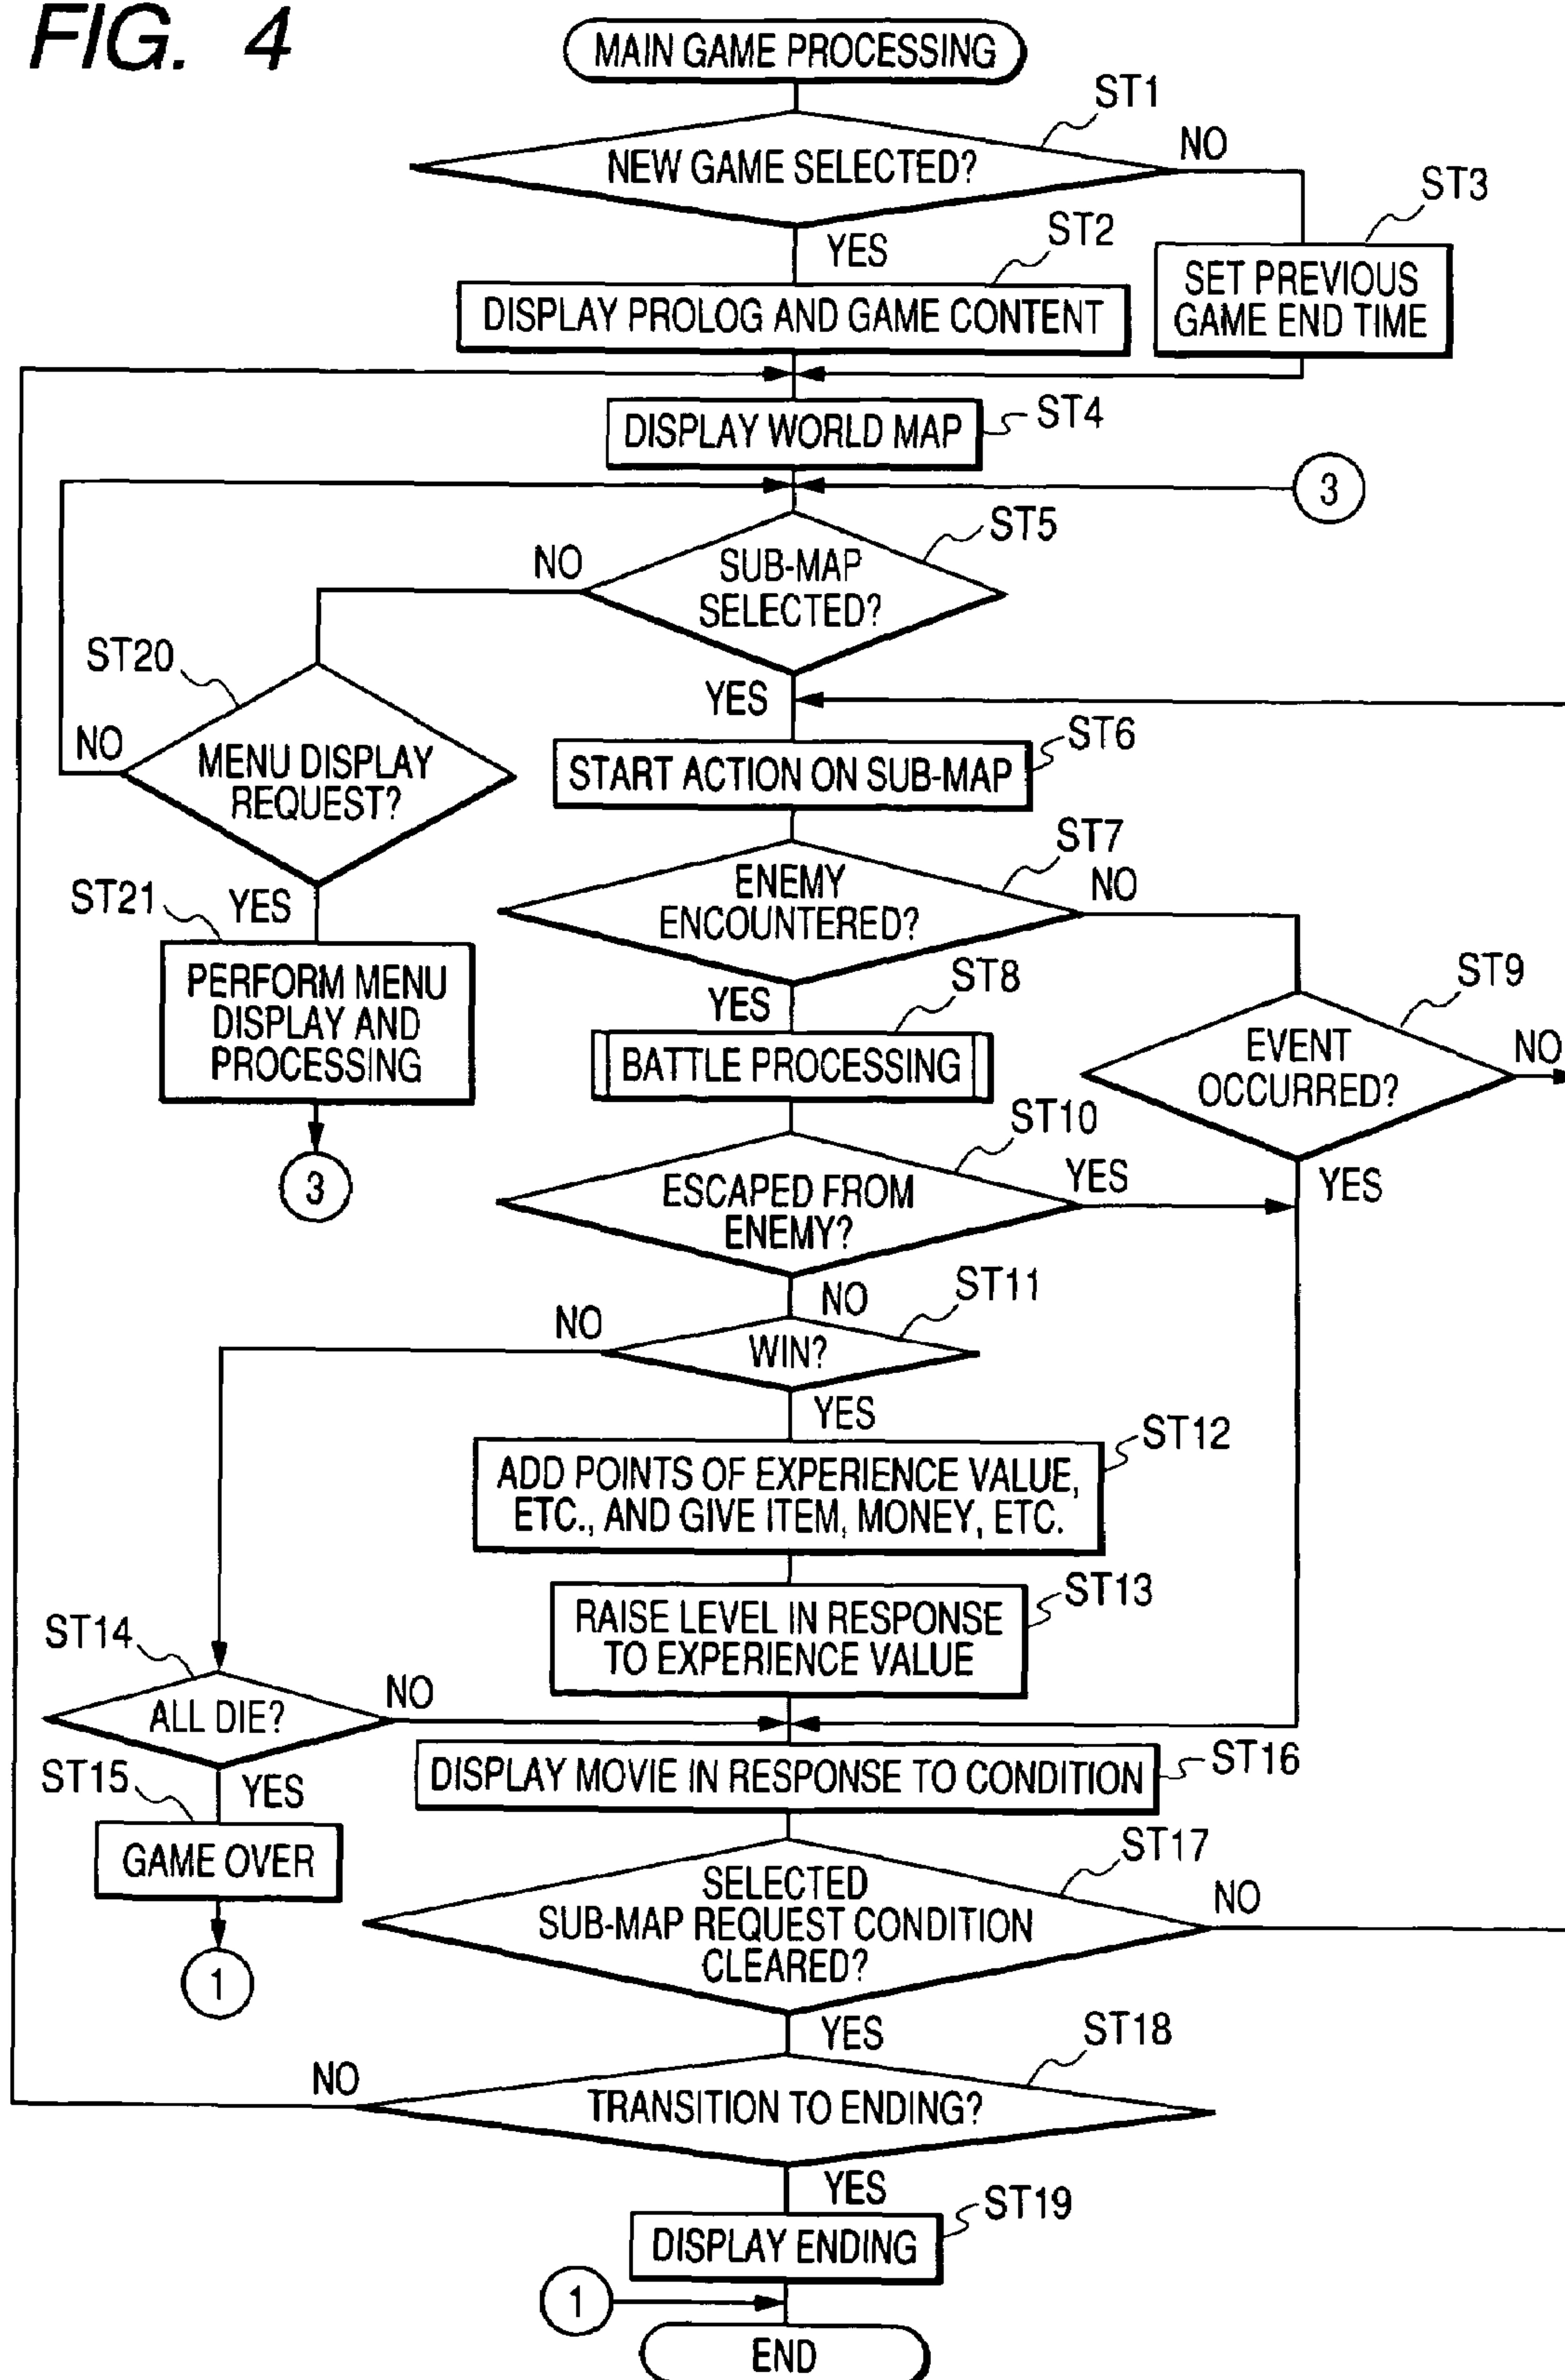 FIG. 4
MAIN GAME PROCESSING
ST1
NEW GAME SELECTED?
NO
ST3
YES
ST2
SET PREVIOUS
GAME END TIME
DISPLAY PROLOG AND GAME CONTENT
DISPLAY WORLD MAP
ST4
3
ST5
NO
SUB-MAP
SELECTED?
ST20
YES
NO
MENU DISPLAY
REQUEST?
ST6
START ACTION ON SUB-MAP
ST7
ENEMY
ENCOUNTERED?
NO
ST21
YES
PERFORM MENU
DISPLAY AND
PROCESSING
3
ST8
YES
BATTLE PROCESSING
ST9
EVENT
OCCURRED?
NO
YES
ST10
ESCAPED FROM
ENEMY?
YES
NO
ST11
NO
WIN?
YES
ST12
ADD POINTS OF EXPERIENCE VALUE,
ETC., AND GIVE ITEM, MONEY, ETC.
ST13
RAISE LEVEL IN RESPONSE
TO EXPERIENCE VALUE
ST14
ALL DIE?
NO
ST15
YES
GAME OVER
1
DISPLAY MOVIE IN RESPONSE TO CONDITION
ST16
ST17
SELECTED
SUB-MAP REQUEST CONDITION
CLEARED?
NO
YES
ST18
NO
TRANSITION TO ENDING?
YES
ST19
DISPLAY ENDING
1
END